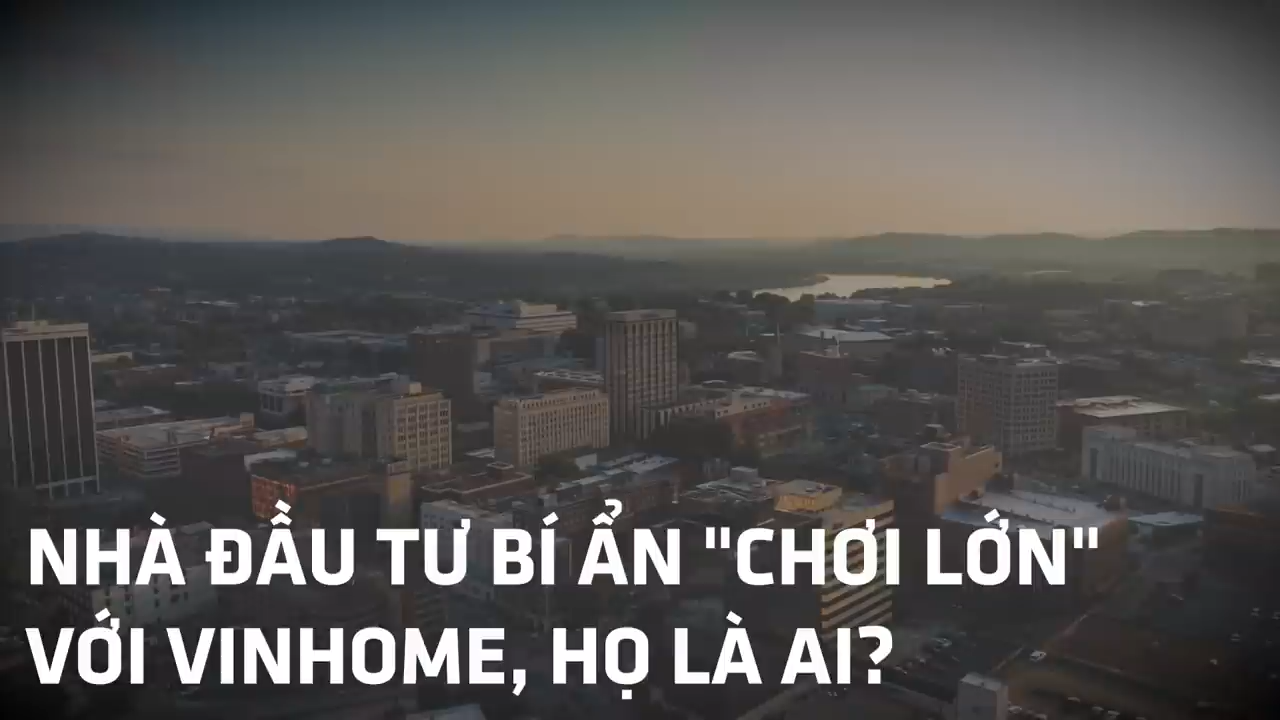 NHÀ ĐẦU TƯ BÍ ẨN "CHƠI LỚN"
VỚI VINHOME, HỌ LÀ AI?